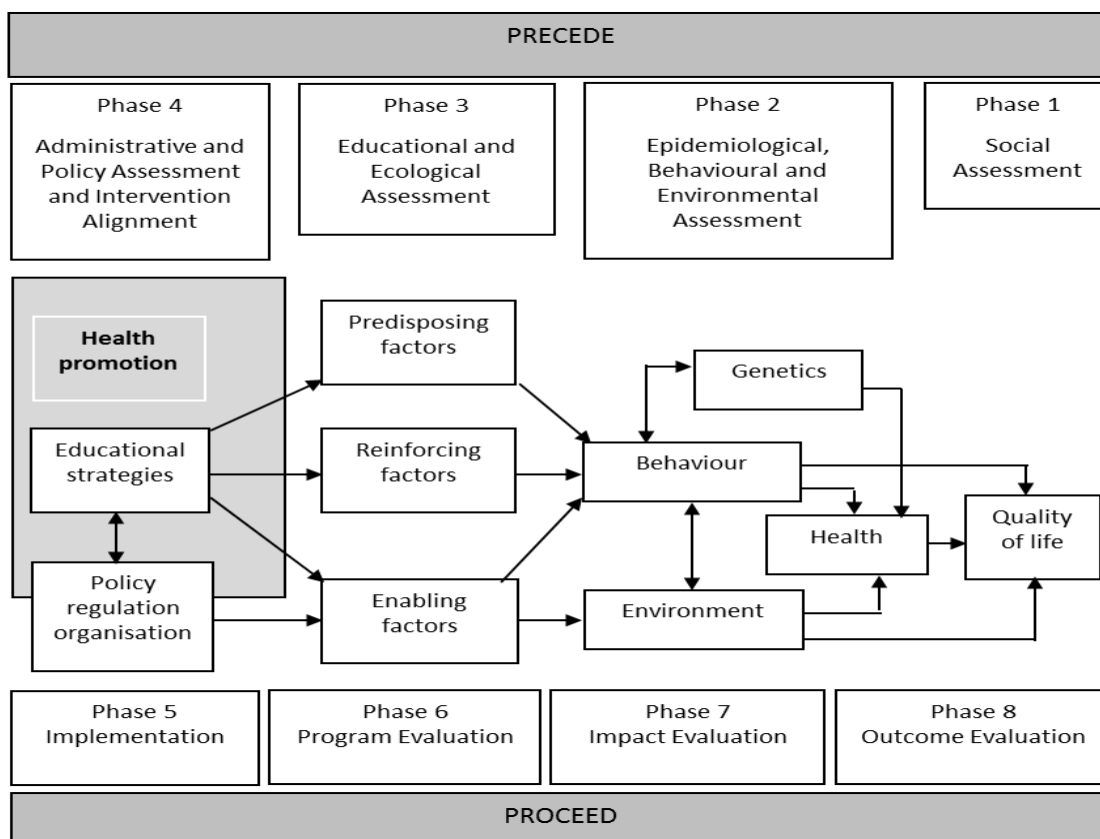 PRECEDE
Phase 4
Administrative and
Policy Assessment
and Intervention
Alignment
Phase 3
Educational and
Ecological
Assessment
Phase 2
Epidemiological,
Behavioural and
Environmental
Assessment
Phase 1
Social
Assessment
Health
promotion
Educational
strategies
Policy
regulation
organisation
Predisposing
factors
Reinforcing
factors
Enabling
factors
Genetics
Behaviour
Environment
Health
Quality
of life
Phase 5
Implementation
Phase 6
Program Evaluation
Phase 7
Impact Evaluation
Phase 8
Outcome Evaluation
PROCEED